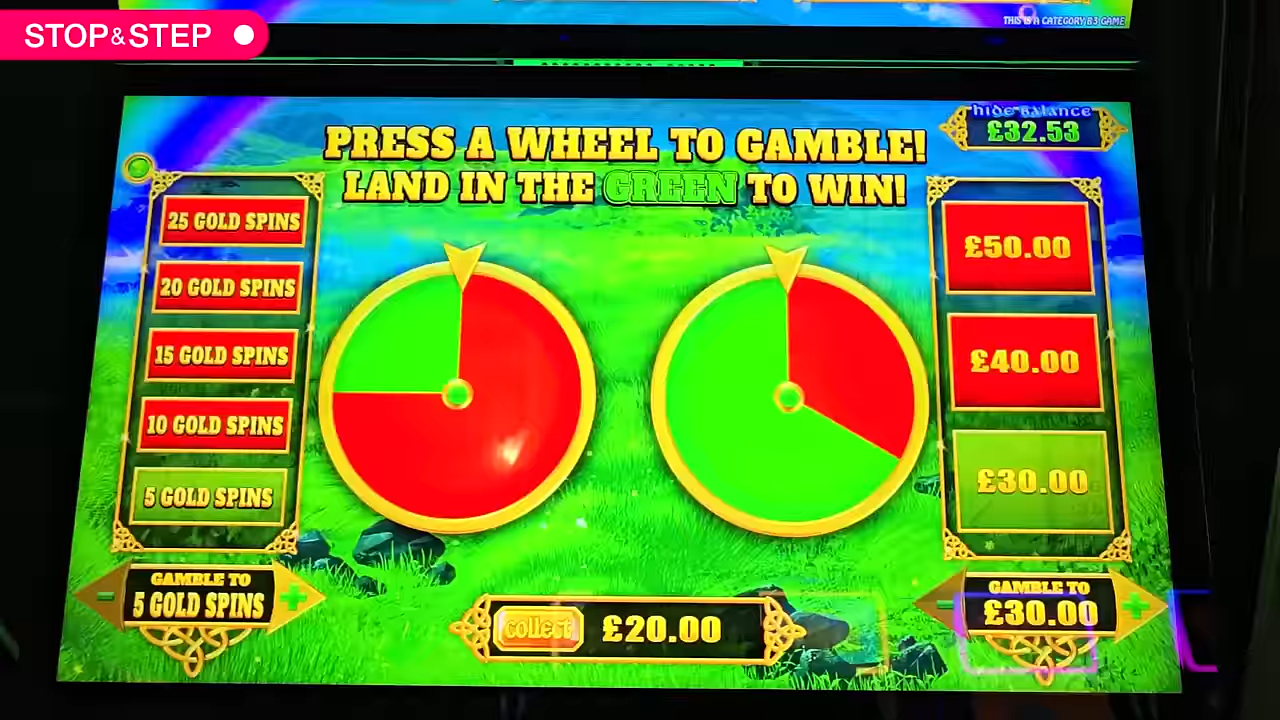 STOP&STEP
THIS IS A CATEGORY B3 GAME
HIDE BALANCE
£32.53
PRESS A WHEEL TO GAMBLE!
LAND IN THE GREEN TO WIN!
25 GOLD SPINS
20 GOLD SPINS
15 GOLD SPINS
10 GOLD SPINS
5 GOLD SPINS
£50.00
£40.00
£30.00
GAMBLE TO
5 GOLD SPINS
collect £20.00
GAMBLE TO
£30.00